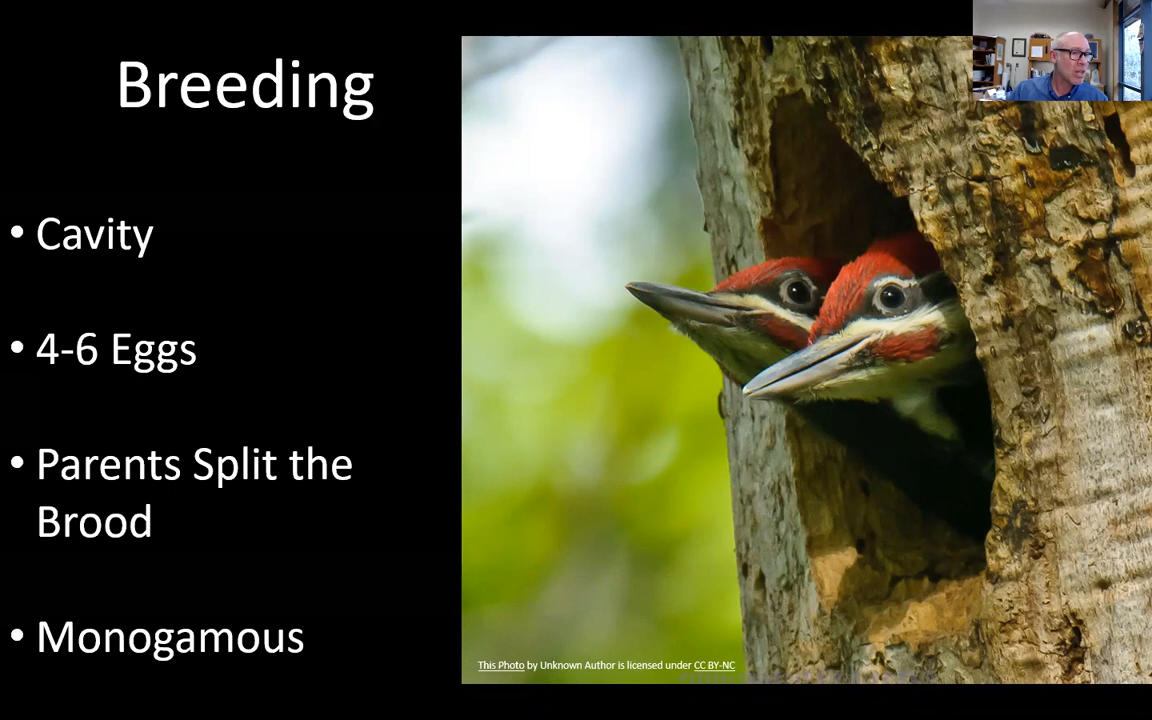 Breeding
• Cavity
• 4-6 Eggs
• Parents Split the
Brood
• Monogamous
This Photo by Unknown Author is licensed under CC BY-NC